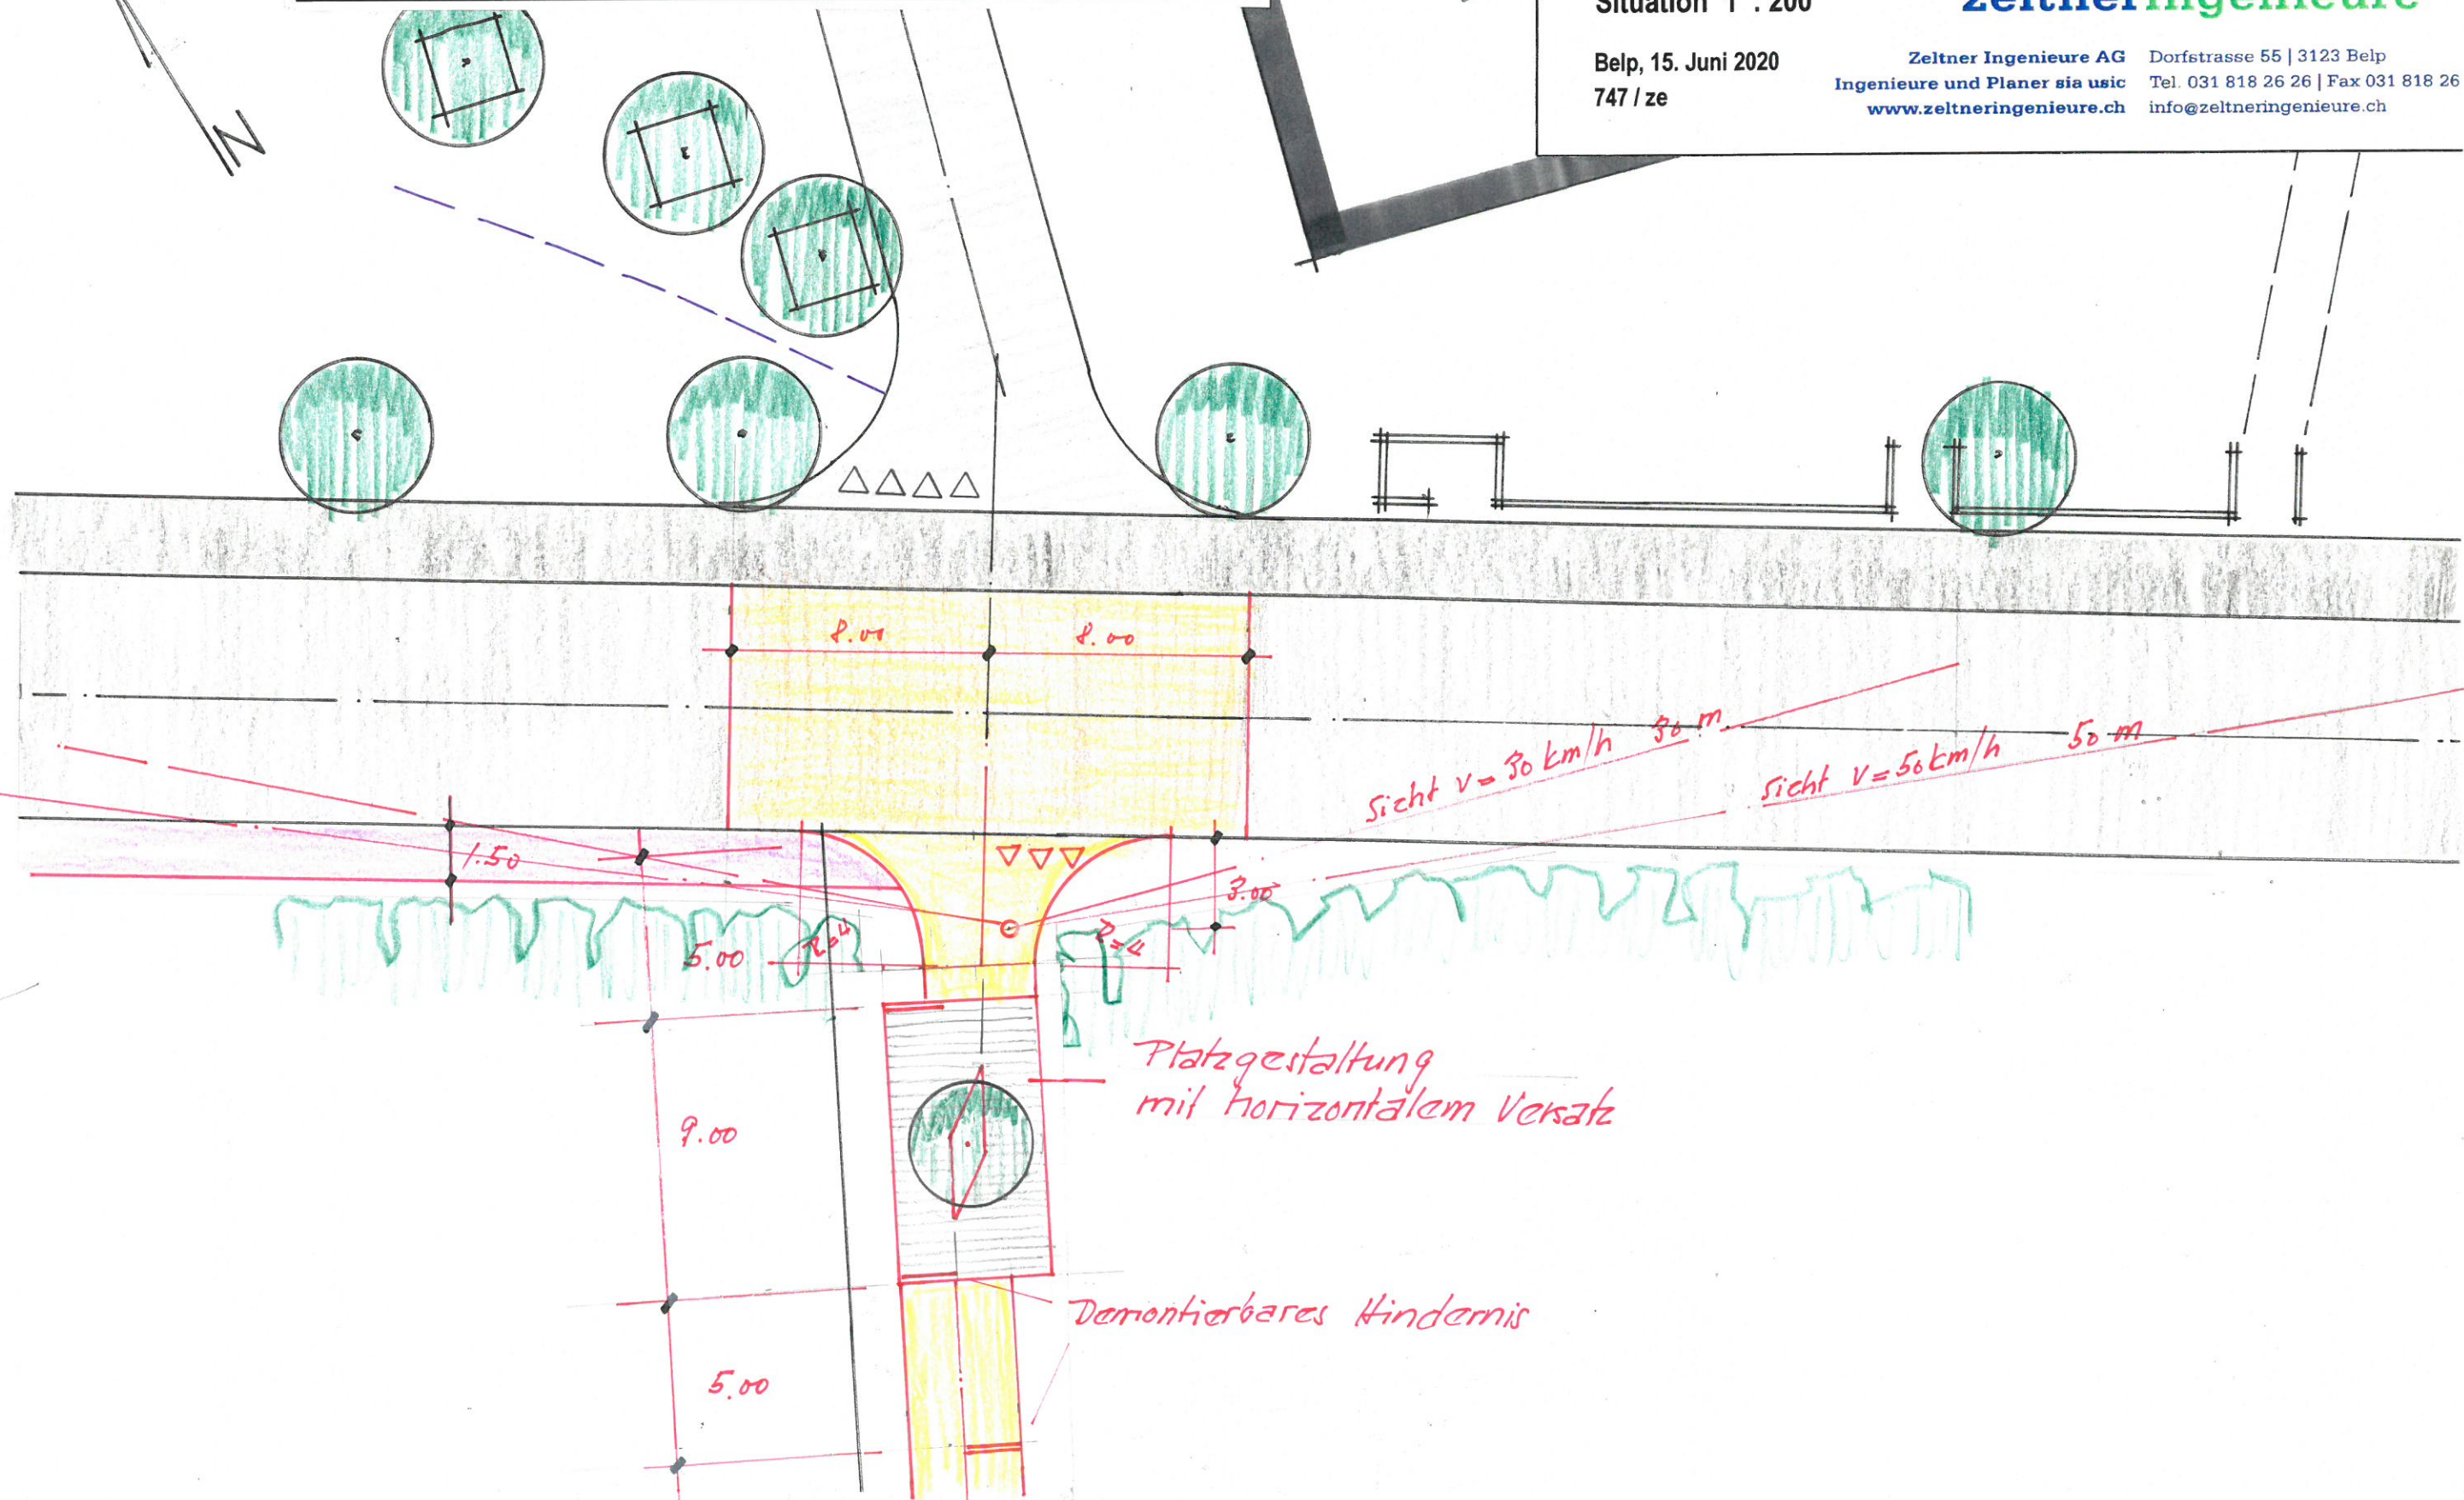 Situation 1 : 200
zeltneringenieure
Belp, 15. Juni 2020
747 / ze
Zeltner Ingenieure AG Dorfstrasse 55 | 3123 Belp
Ingenieure und Planer sia usic Tel. 031 818 26 26 | Fax 031 818 26
www.zeltneringenieure.ch info@zeltneringenieure.ch
N
8.00 8.00
Sicht v = 30 km/h 30 m
Sicht v = 50 km/h 50 m
1.50
3.00
5.00
R=4
R=4
Platzgestaltung
mit horizontalem Versatz
9.00
Demontierbares Hindernis
5.00